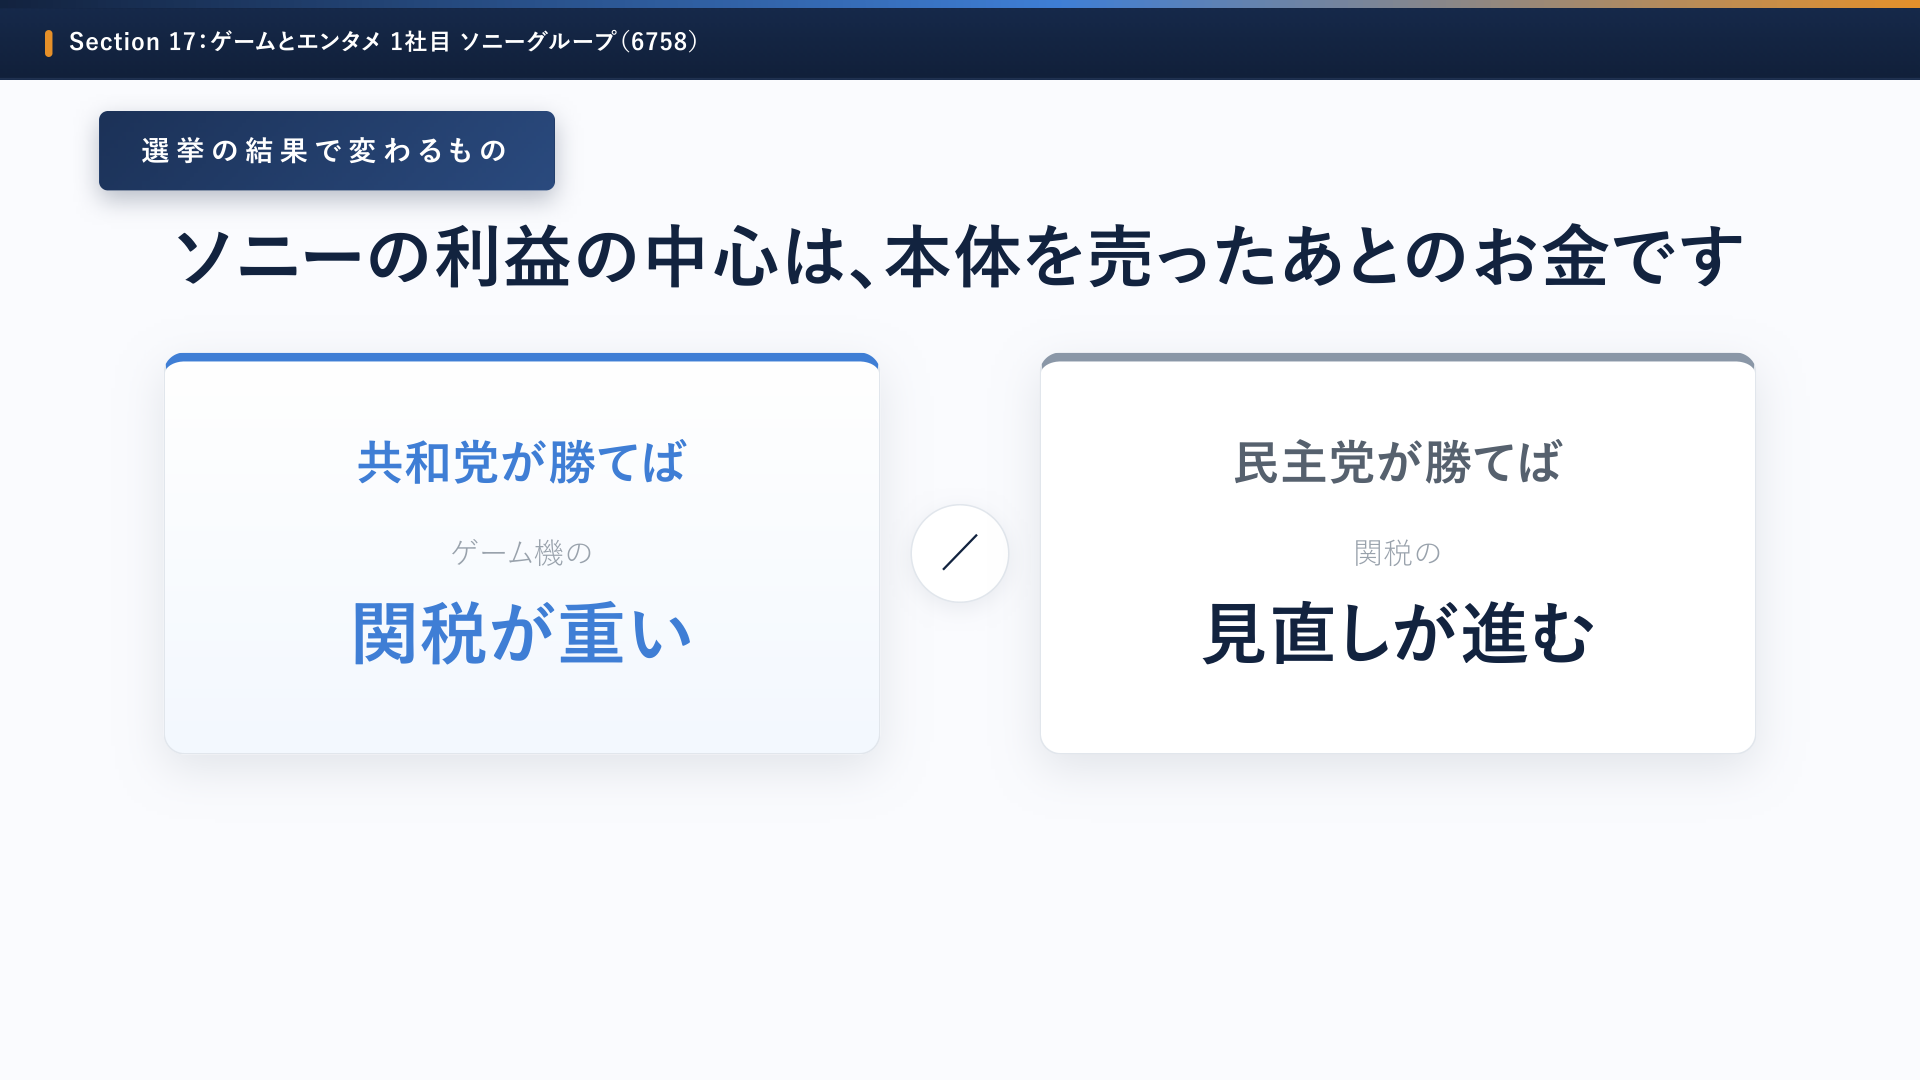 Section 17：ゲームとエンタメ 1社目 ソニーグループ（6758）
選挙の結果で変わるもの
ソニーの利益の中心は、本体を売ったあとのお金です
共和党が勝てば
ゲーム機の
関税が重い
／
民主党が勝てば
関税の
見直しが進む